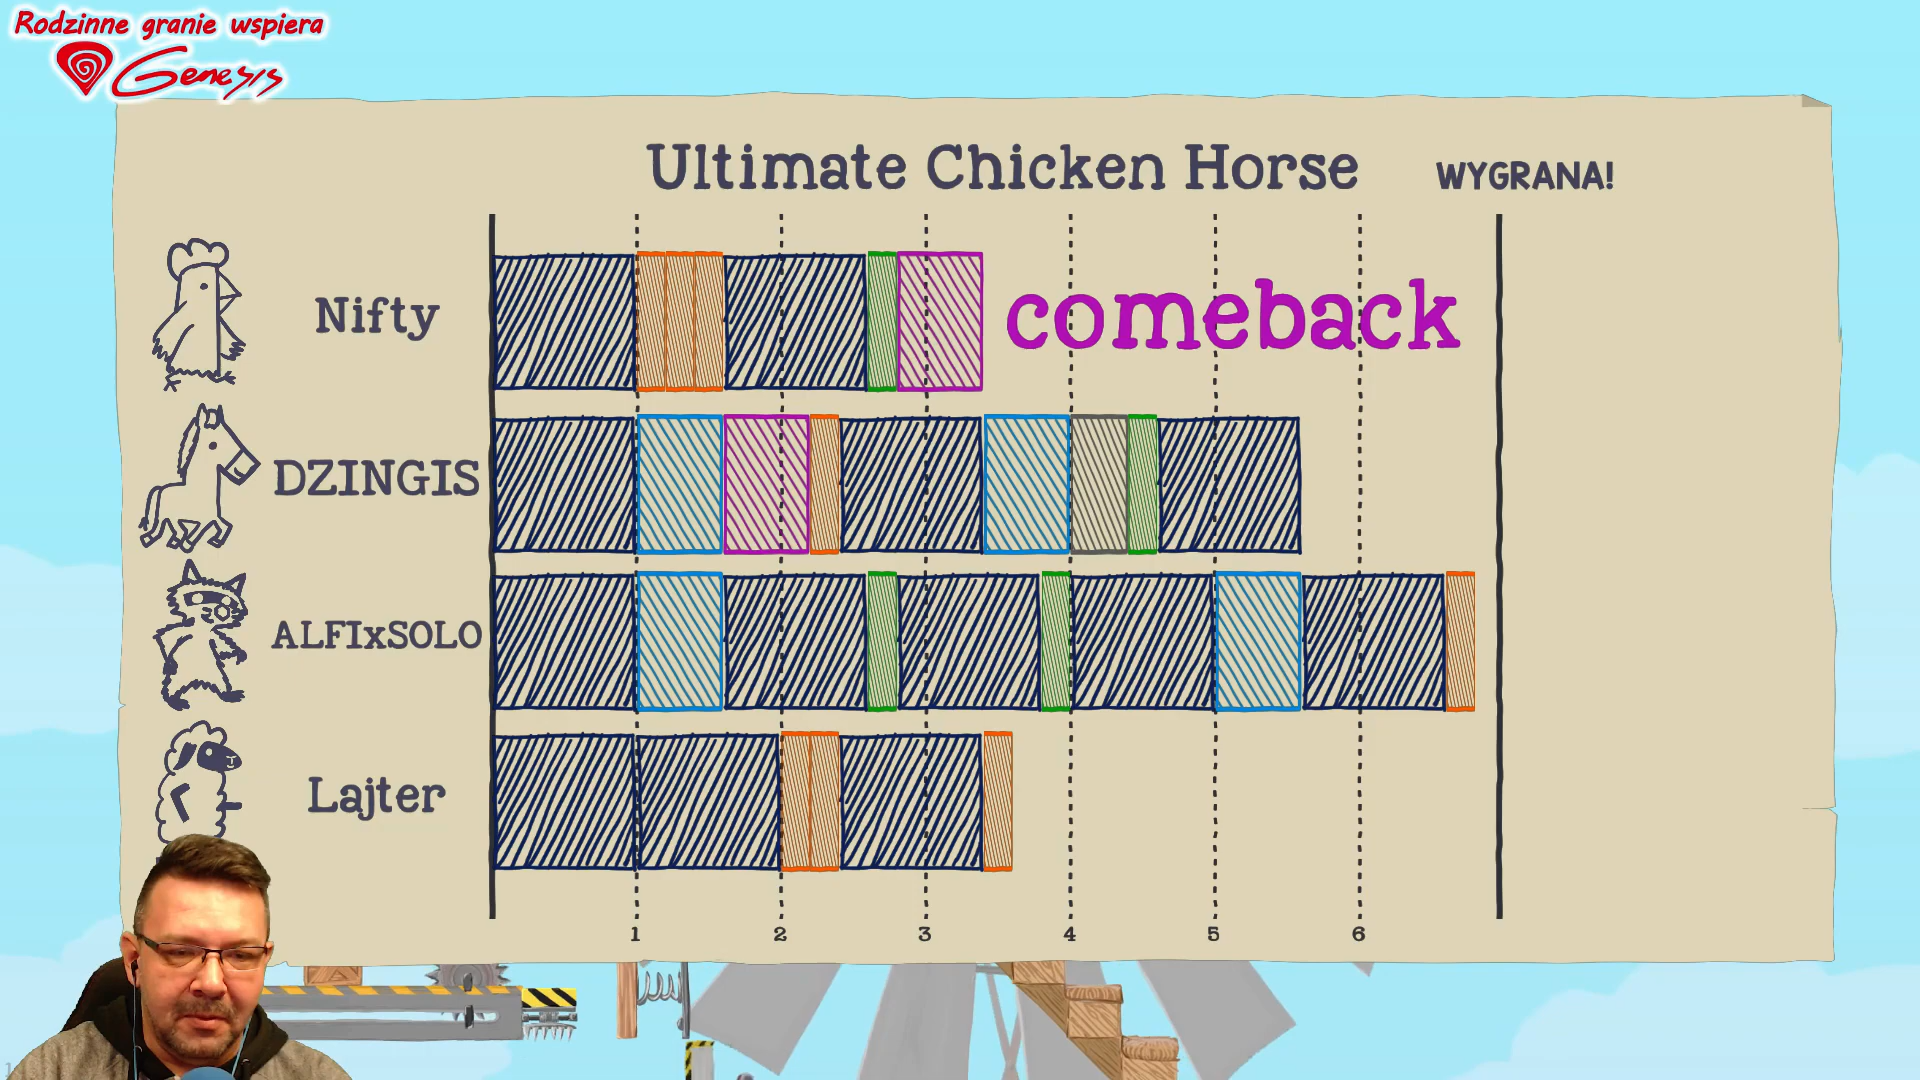 Rodzinne granie wspiera
Genesis
Ultimate Chicken Horse
WYGRANA!
Nifty
comeback
DZINGIS
ALFIxSOLO
Lajter
1 2 3 4 5 6